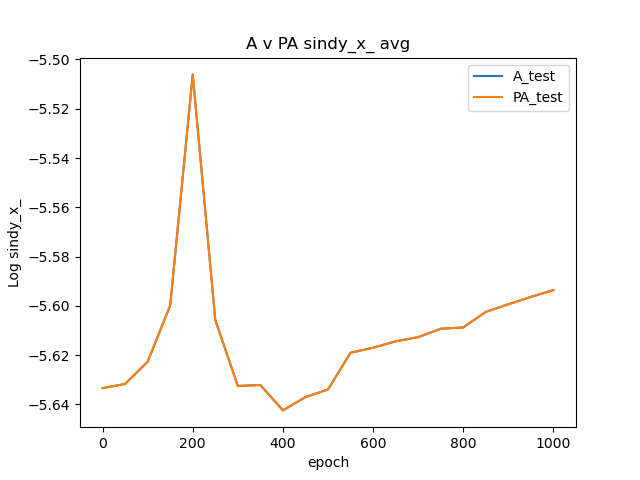 A v PA sindy_x_ avg
A_test
PA_test
Log sindy_x_
−5.50
−5.52
−5.54
−5.56
−5.58
−5.60
−5.62
−5.64
0 200 400 600 800 1000
epoch